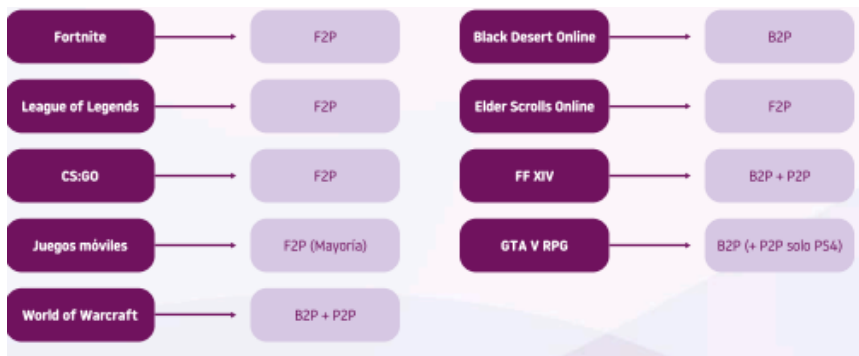 Fortnite
F2P
League of Legends
F2P
CS:GO
F2P
Juegos móviles
F2P (Mayoría)
World of Warcraft
B2P + P2P
Black Desert Online
B2P
Elder Scrolls Online
F2P
FF XIV
B2P + P2P
GTA V RPG
B2P (+ P2P solo PS4)